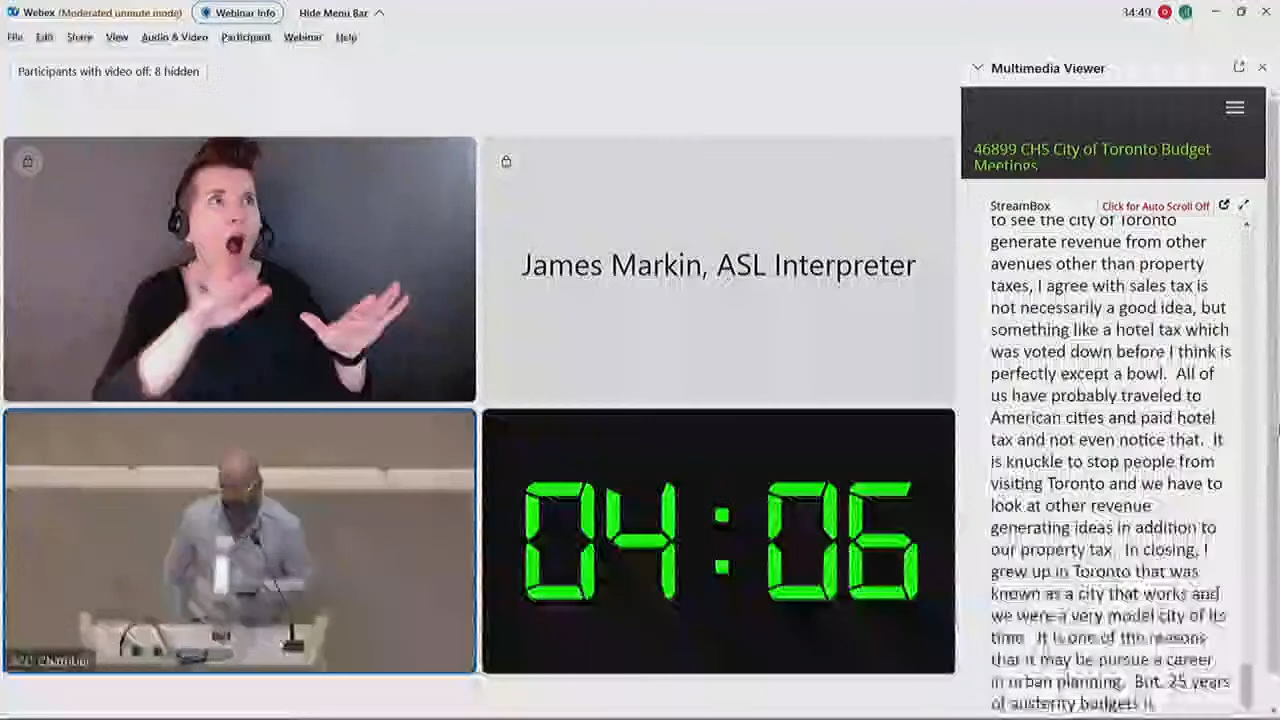 Webex (Moderated unmute mode) Webinar Info Hide Menu Bar 34:49
File Edit Share View Audio & Video Participant Webinar Help
Participants with video off: 8 hidden
James Markin, ASL Interpreter
Chamber
04:06
Multimedia Viewer
46899 CHS City of Toronto Budget
Meetings
StreamBox Click for Auto Scroll Off
to see the city of Toronto
generate revenue from other
avenues other than property
taxes, I agree with sales tax is
not necessarily a good idea, but
something like a hotel tax which
was voted down before I think is
perfectly except a bowl. All of
us have probably traveled to
American cities and paid hotel
tax and not even notice that. It
is knuckle to stop people from
visiting Toronto and we have to
look at other revenue
generating ideas in addition to
our property tax. In closing, I
grew up in Toronto that was
known as a city that works and
we were a very model city of its
time. It is one of the reasons
that it may be pursue a career
in urban planning. But, 25 years
of austerity budgets it